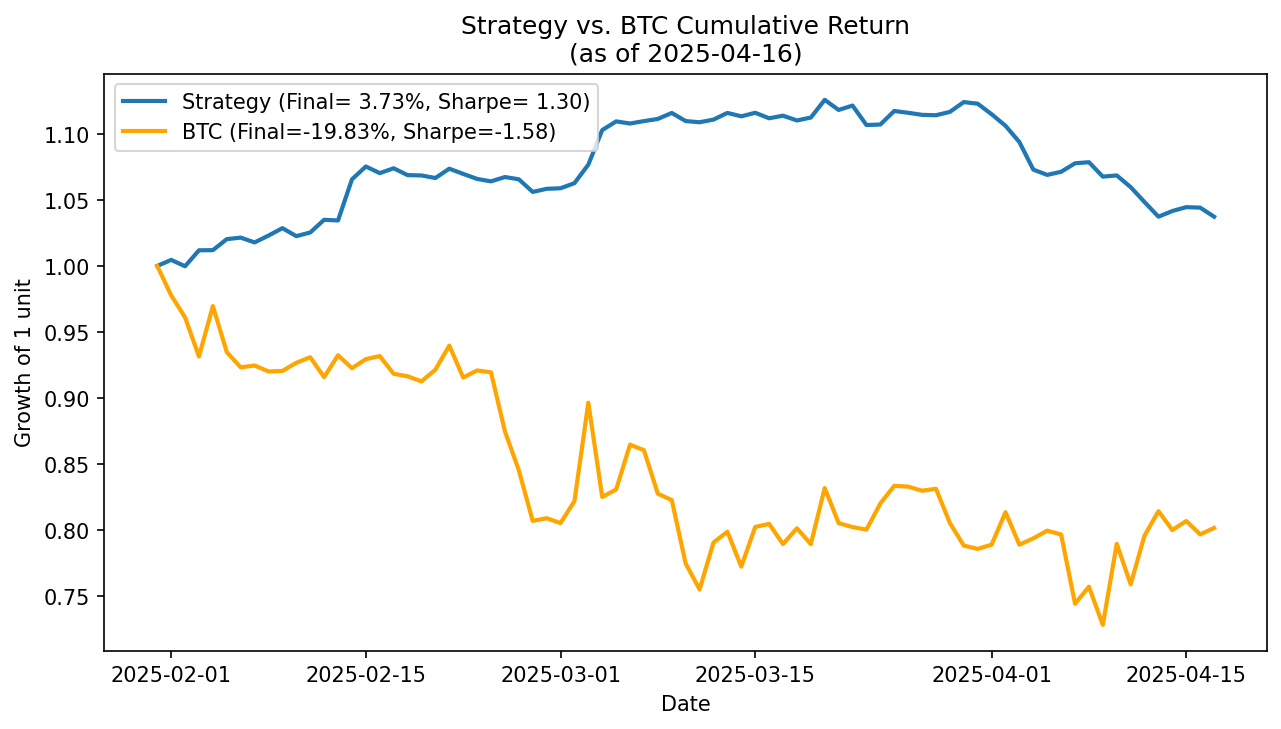 Strategy vs. BTC Cumulative Return
(as of 2025-04-16)
Strategy (Final= 3.73%, Sharpe= 1.30)
BTC (Final=-19.83%, Sharpe=-1.58)
Growth of 1 unit
1.10
1.05
1.00
0.95
0.90
0.85
0.80
0.75
2025-02-01 2025-02-15 2025-03-01 2025-03-15 2025-04-01 2025-04-15
Date